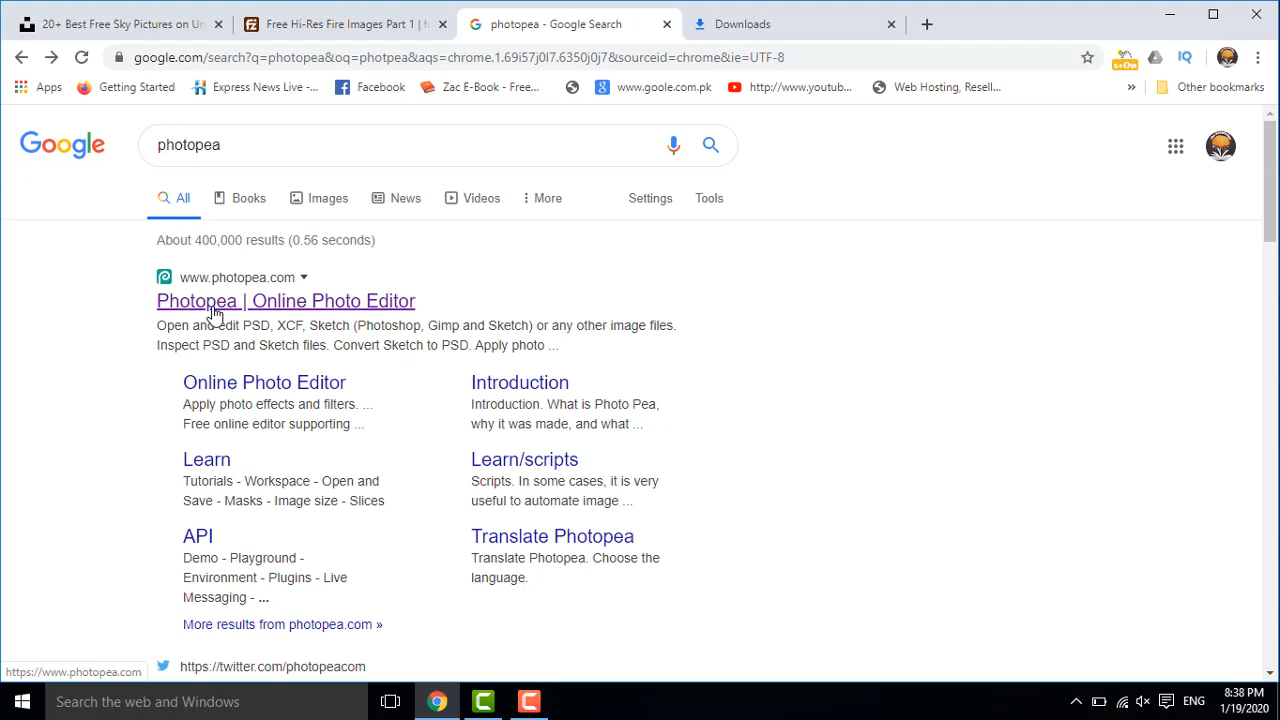 20+ Best Free Sky Pictures on Un
Free Hi-Res Fire Images Part 1 | f
photopea - Google Search
Downloads
google.com/search?q=photopea&oq=photpea&aqs=chrome.1.69i57j0l7.6350j0j7&sourceid=chrome&ie=UTF-8
s+Ow
IQ
Apps
Getting Started
Express News Live -...
Facebook
Zac E-Book - Free...
www.goole.com.pk
http://www.youtub...
Web Hosting, Resell...
»
Other bookmarks
Google
photopea
All
Books
Images
News
Videos
More
Settings
Tools
About 400,000 results (0.56 seconds)
www.photopea.com
Photopea | Online Photo Editor
Open and edit PSD, XCF, Sketch (Photoshop, Gimp and Sketch) or any other image files.
Inspect PSD and Sketch files. Convert Sketch to PSD. Apply photo ...
Online Photo Editor
Apply photo effects and filters. ...
Free online editor supporting ...
Introduction
Introduction. What is Photo Pea,
why it was made, and what ...
Learn
Tutorials - Workspace - Open and
Save - Masks - Image size - Slices
Learn/scripts
Scripts. In some cases, it is very
useful to automate image ...
API
Demo - Playground -
Environment - Plugins - Live
Messaging - ...
Translate Photopea
Translate Photopea. Choose the
language.
More results from photopea.com »
https://twitter.com/photopeacom
https://www.photopea.com
Search the web and Windows
ENG
8:38 PM
1/19/2020